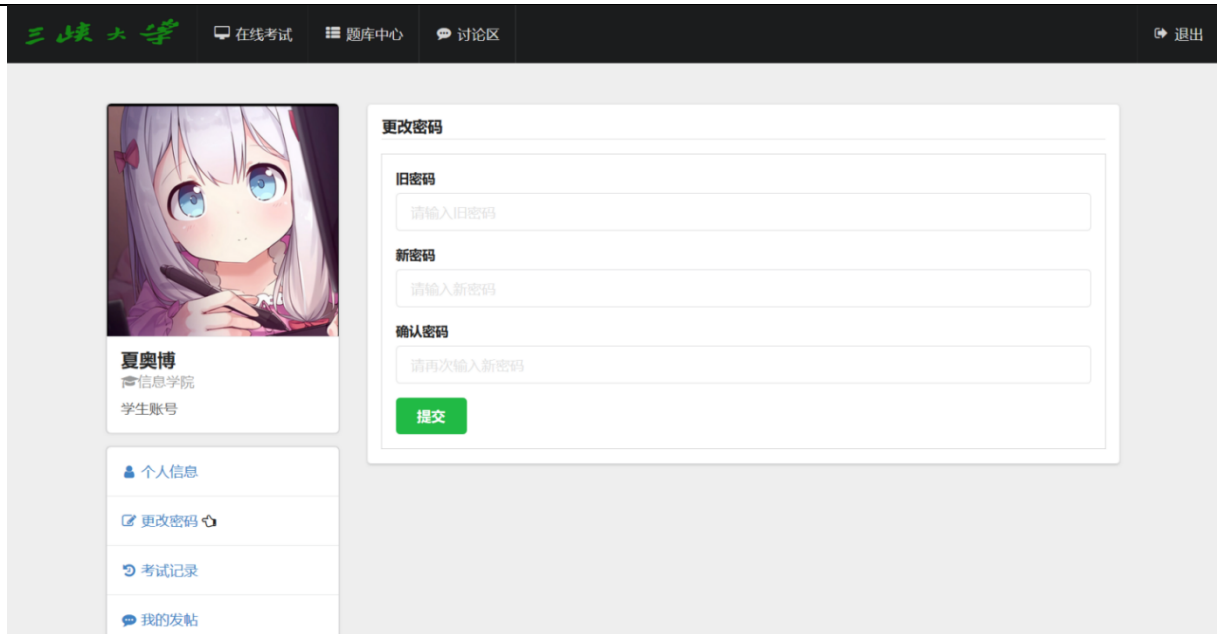 三峡大学 在线考试 题库中心 讨论区 退出
更改密码
旧密码
请输入旧密码
新密码
请输入新密码
确认密码
请再次输入新密码
提交
夏奥博
信息学院
学生账号
个人信息
更改密码
考试记录
我的发帖